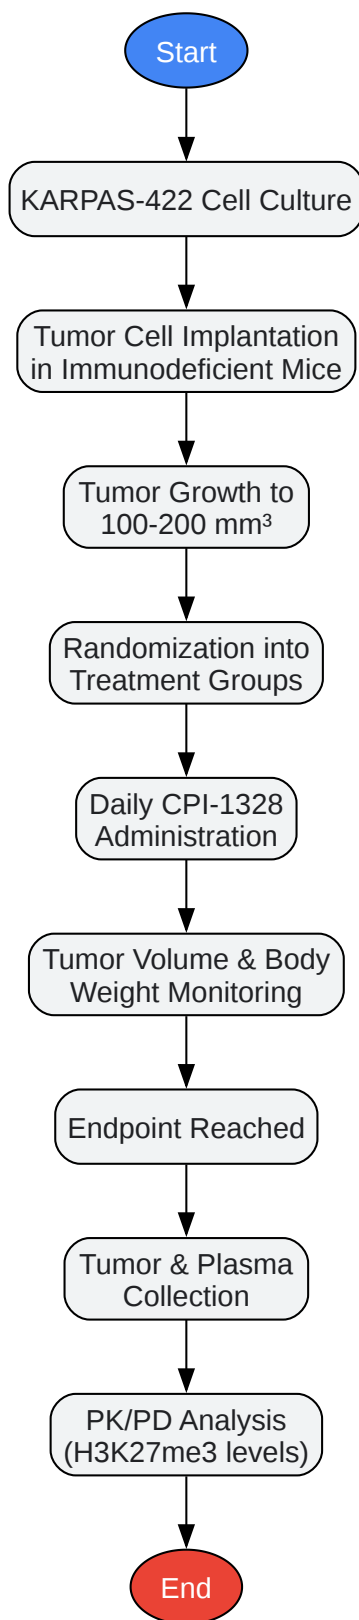 Start
KARPAS-422 Cell Culture
Tumor Cell Implantation
in Immunodeficient Mice
Tumor Growth to
100-200 mm³
Randomization into
Treatment Groups
Daily CPI-1328
Administration
Tumor Volume & Body
Weight Monitoring
Endpoint Reached
Tumor & Plasma
Collection
PK/PD Analysis
(H3K27me3 levels)
End